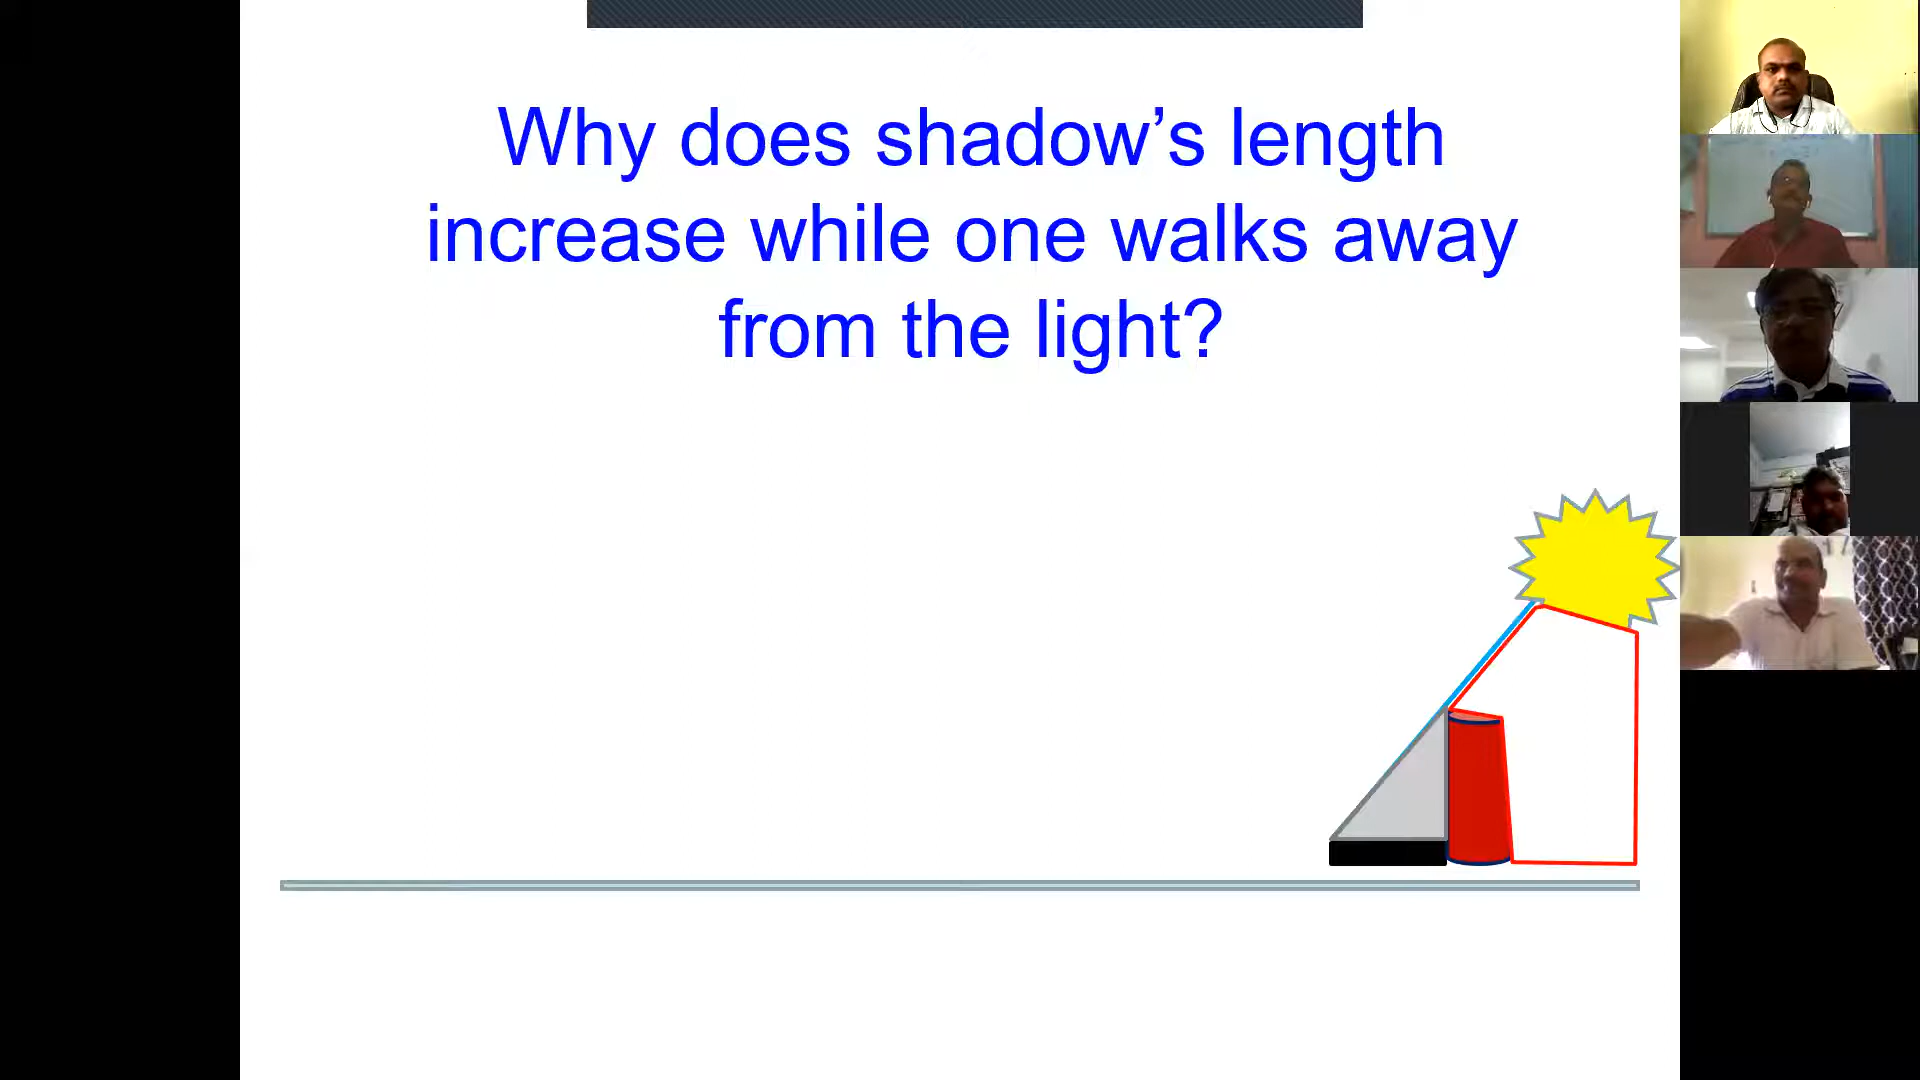 Why does shadow’s length
increase while one walks away
from the light?